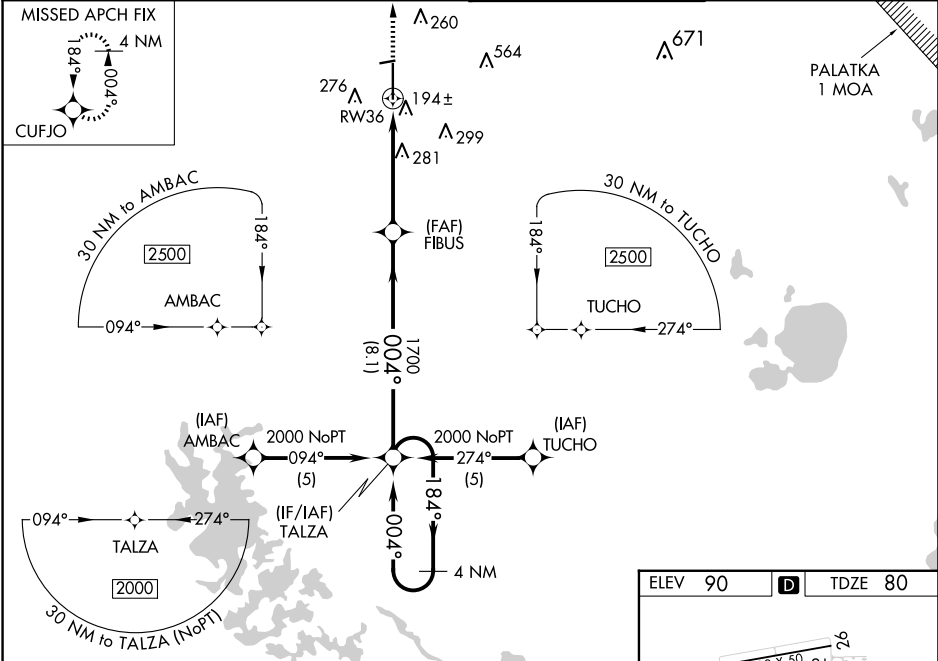 MISSED APCH FIX
4 NM
184°
004°
CUFJO
260
564
671
276
194±
RW36
299
281
PALATKA
1 MOA
30 NM to AMBAC
184°
2500
AMBAC
094°
(FAF)
FIBUS
30 NM to TUCHO
184°
2500
TUCHO
274°
1700
004°
(8.1)
(IAF)
AMBAC
2000 NoPT
094°
(5)
2000 NoPT
274°
(5)
(IAF)
TUCHO
(IF/IAF)
TALZA
184°
004°
4 NM
094°
274°
TALZA
2000
30 NM to TALZA (NoPT)
ELEV 90
D
TDZE 80
26
X 50